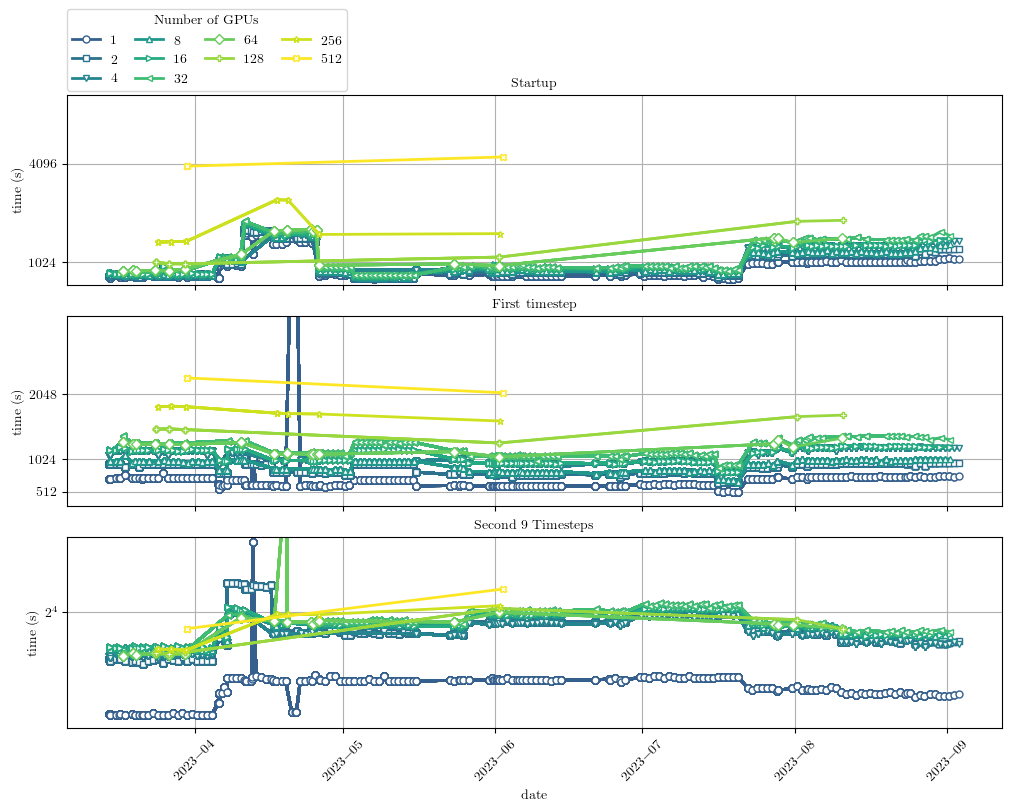 Number of GPUs
1 8 64 256
2 16 128 512
4 32
Startup
4096
1024
time (s)
First timestep
2048
1024
512
time (s)
Second 9 Timesteps
2^4
time (s)
2023-04 2023-05 2023-06 2023-07 2023-08 2023-09
date